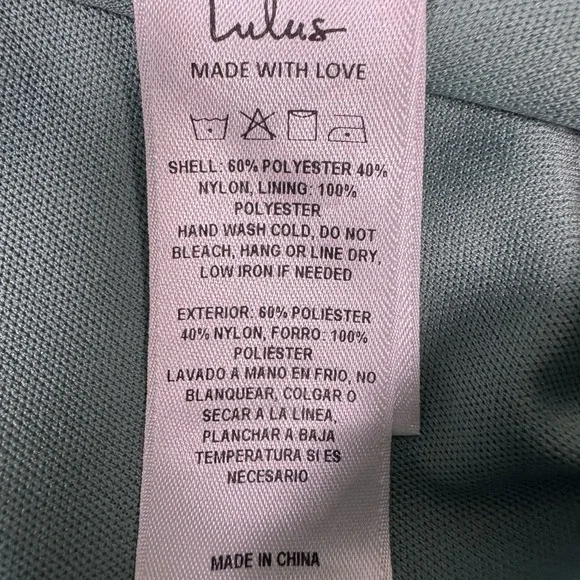 Lulus
MADE WITH LOVE
SHELL: 60% POLYESTER 40%
NYLON, LINING: 100%
POLYESTER
HAND WASH COLD, DO NOT
BLEACH, HANG OR LINE DRY,
LOW IRON IF NEEDED
EXTERIOR: 60% POLIÉSTER
40% NYLON, FORRO: 100%
POLIESTER
LAVADO A MANO EN FRIO, NO
BLANQUEAR, COLGAR O
SECAR A LA LÍNEA,
PLANCHAR A BAJA
TEMPERATURA SI ES
NECESARIO
MADE IN CHINA